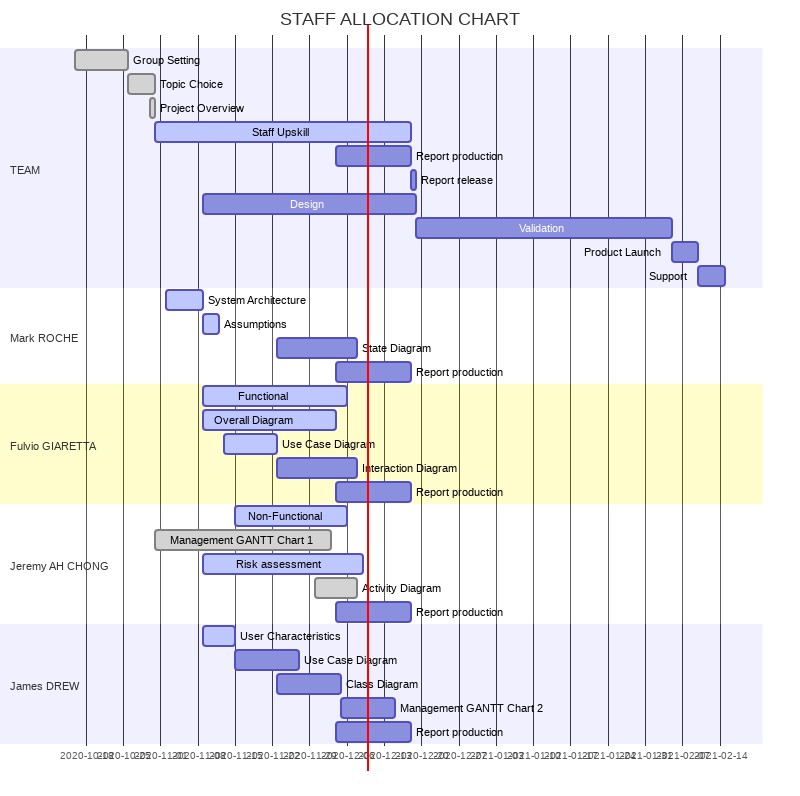 STAFF ALLOCATION CHART
Group Setting
Topic Choice
Project Overview
Staff Upskill
Report production
TEAM
Report release
Design
Validation
Product Launch
Support
System Architecture
Assumptions
Mark ROCHE
State Diagram
Report production
Functional
Overall Diagram
Fulvio GIARETTA
Use Case Diagram
Interaction Diagram
Report production
Non-Functional
Management GANTT Chart 1
Jeremy AH CHONG
Risk assessment
Activity Diagram
Report production
User Characteristics
Use Case Diagram
James DREW
Class Diagram
Management GANTT Chart 2
Report production
2020-10-18 2020-10-25 2020-11-01 2020-11-08 2020-11-15 2020-11-22 2020-11-29 2020-12-06 2020-12-13 2020-12-20 2020-12-27 2021-01-03 2021-01-10 2021-01-17 2021-01-24 2021-01-31 2021-02-07 2021-02-14